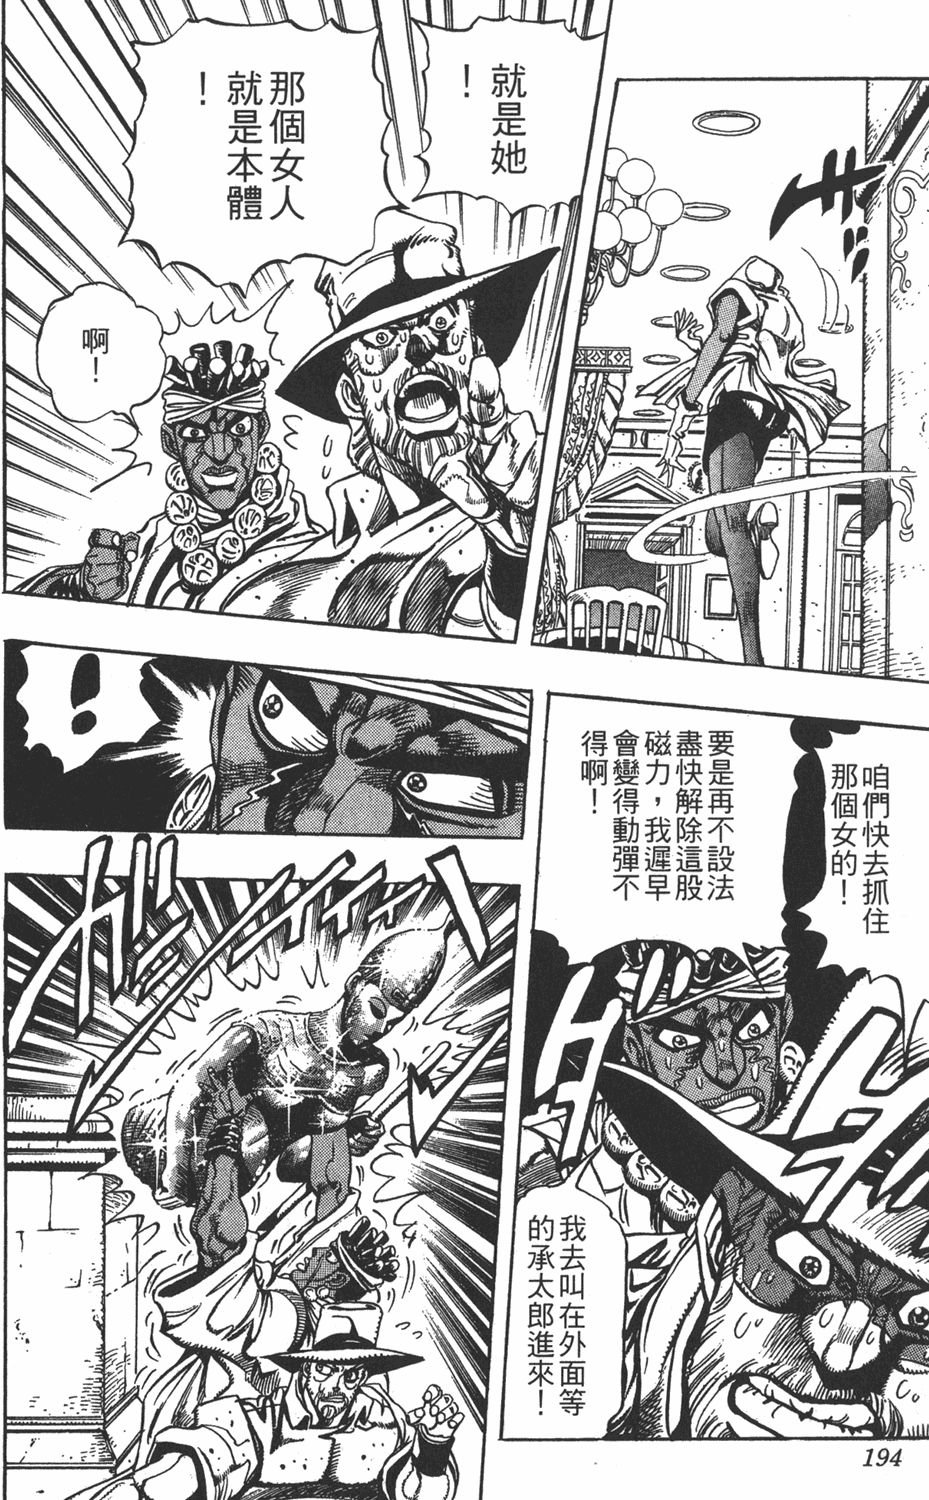 ド
就是她
！
那個女人
就是本體
！
啊！
咱們快去抓住
那個女的！
要是再不設法
盡快解除這股
磁力，我遲早
會變得動彈不
得啊！
我去叫在外面等
的承太郎進來！
！
194